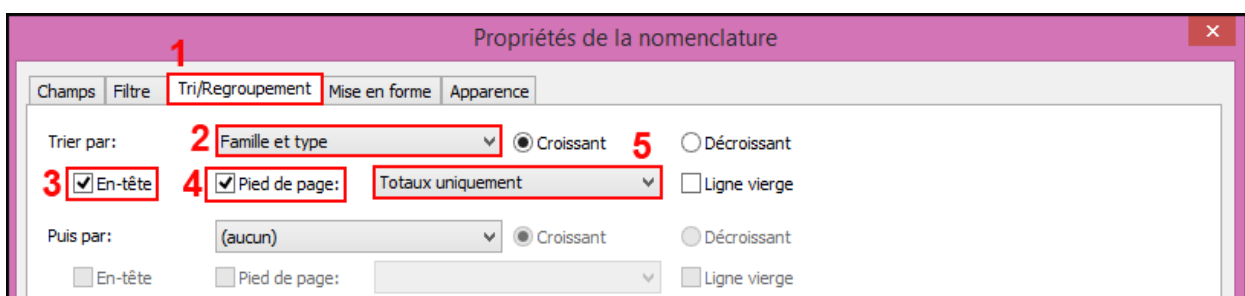 Propriétés de la nomenclature
1
Champs Filtre Tri/Regroupement Mise en forme Apparence
Trier par: 2 Famille et type Croissant 5 Décroissant
3 En-tête 4 Pied de page: Totaux uniquement Ligne vierge
Puis par: (aucun) Croissant Décroissant
En-tête Pied de page: Ligne vierge